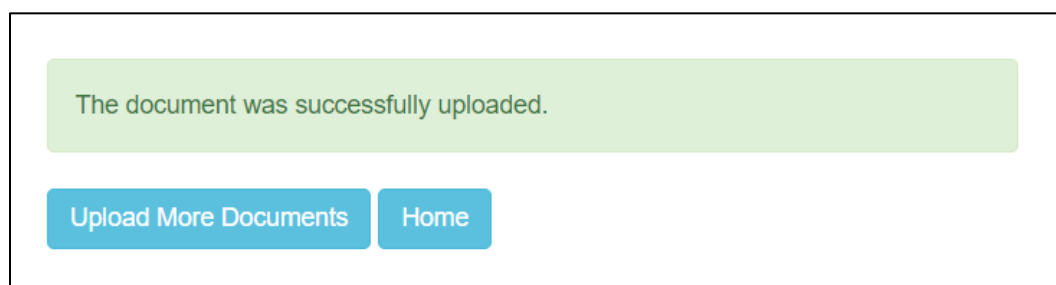 The document was successfully uploaded.
Upload More Documents Home